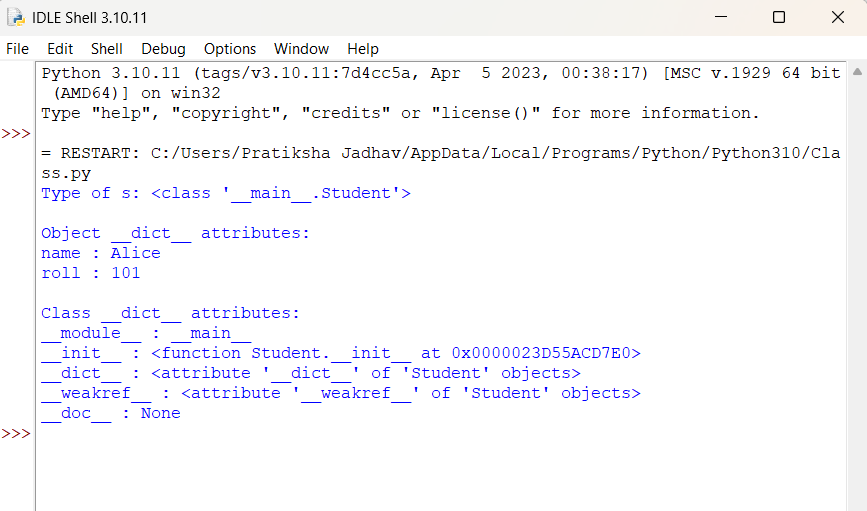 IDLE Shell 3.10.11
File Edit Shell Debug Options Window Help
Python 3.10.11 (tags/v3.10.11:7d4cc5a, Apr  5 2023, 00:38:17) [MSC v.1929 64 bit
 (AMD64)] on win32
Type "help", "copyright", "credits" or "license()" for more information.
>>>
= RESTART: C:/Users/Pratiksha Jadhav/AppData/Local/Programs/Python/Python310/Cla
ss.py
Type of s: <class '__main__.Student'>
Object __dict__ attributes:
name : Alice
roll : 101
Class __dict__ attributes:
__module__ : __main__
__init__ : <function Student.__init__ at 0x0000023D55ACD7E0>
__dict__ : <attribute '__dict__' of 'Student' objects>
__weakref__ : <attribute '__weakref__' of 'Student' objects>
__doc__ : None
>>>